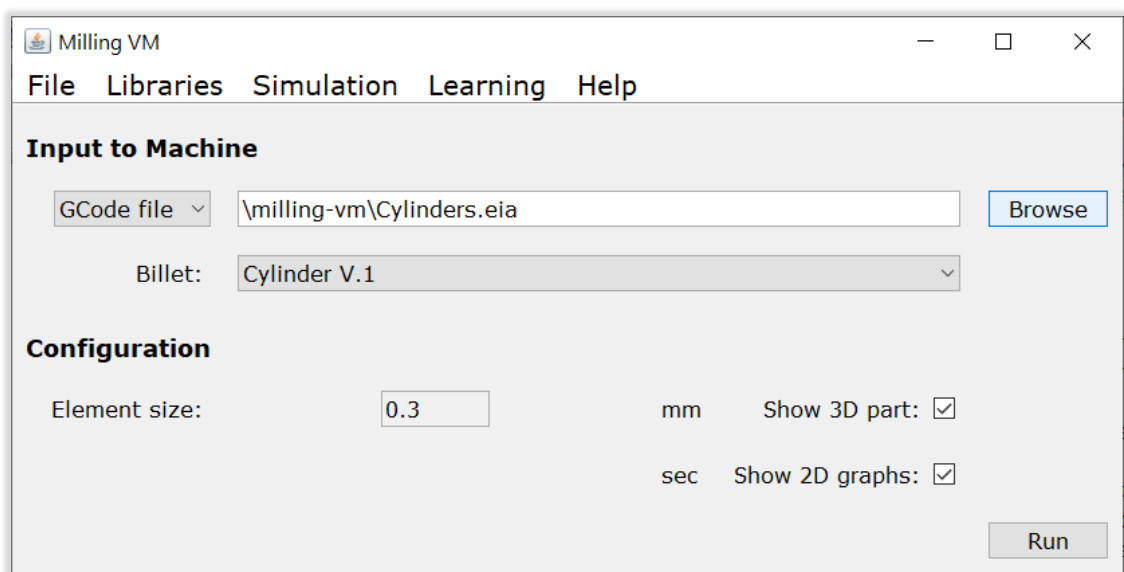 Milling VM
File Libraries Simulation Learning Help
Input to Machine
GCode file \milling-vm\Cylinders.eia Browse
Billet: Cylinder V.1
Configuration
Element size: 0.3 mm Show 3D part:
sec Show 2D graphs:
Run